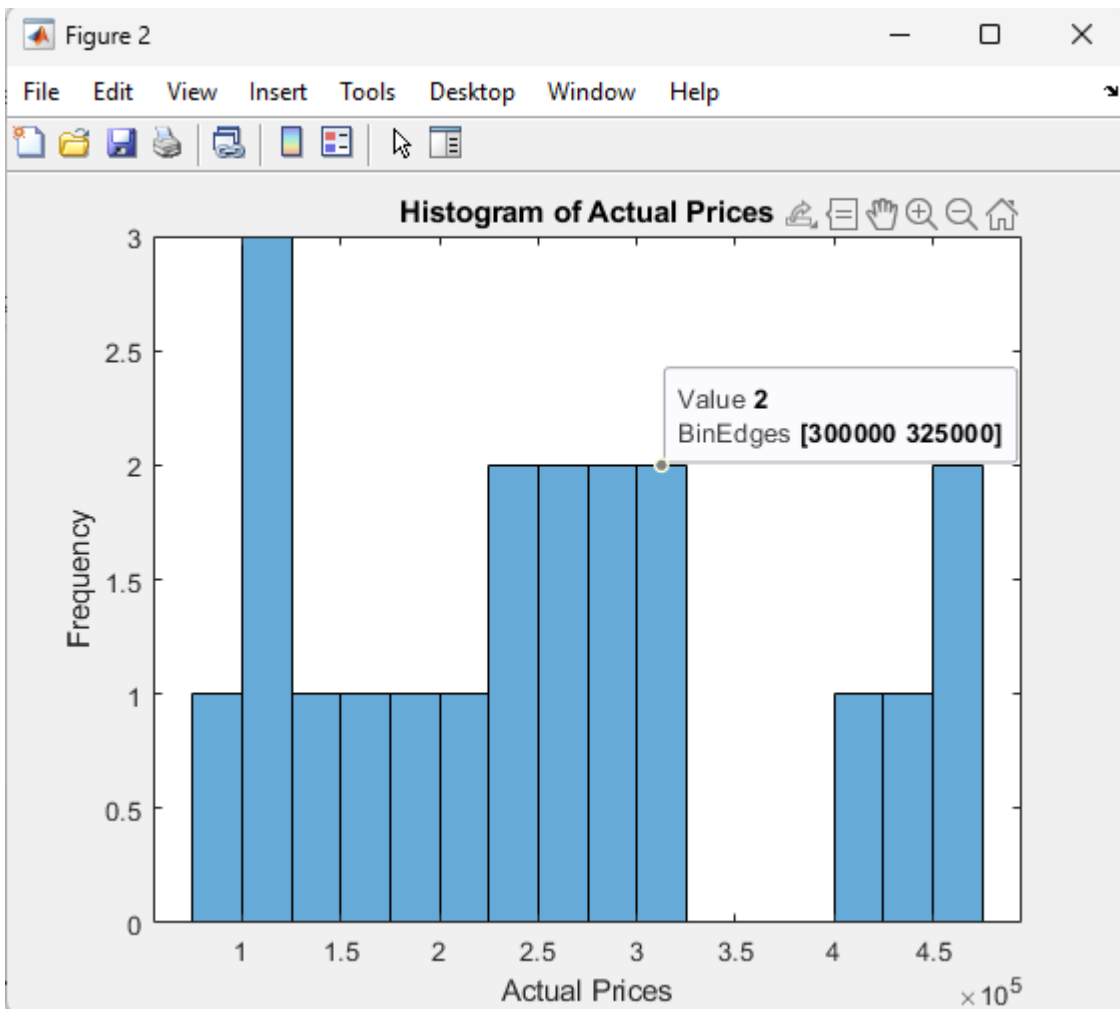 Figure 2
File Edit View Insert Tools Desktop Window Help
Histogram of Actual Prices
3
2.5
2
1.5
1
0.5
0
Frequency
Value 2
BinEdges [300000 325000]
1 1.5 2 2.5 3 3.5 4 4.5
Actual Prices
×10⁵